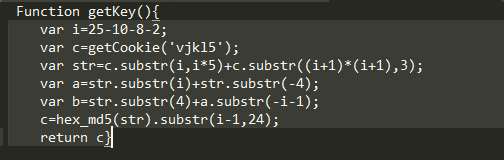 Function getKey(){
var i=25-10-8-2;
var c=getCookie('vjkl5');
var str=c.substr(i,i*5)+c.substr((i+1)*(i+1),3);
var a=str.substr(i)+str.substr(-4);
var b=str.substr(4)+a.substr(-i-1);
c=hex_md5(str).substr(i-1,24);
return c}